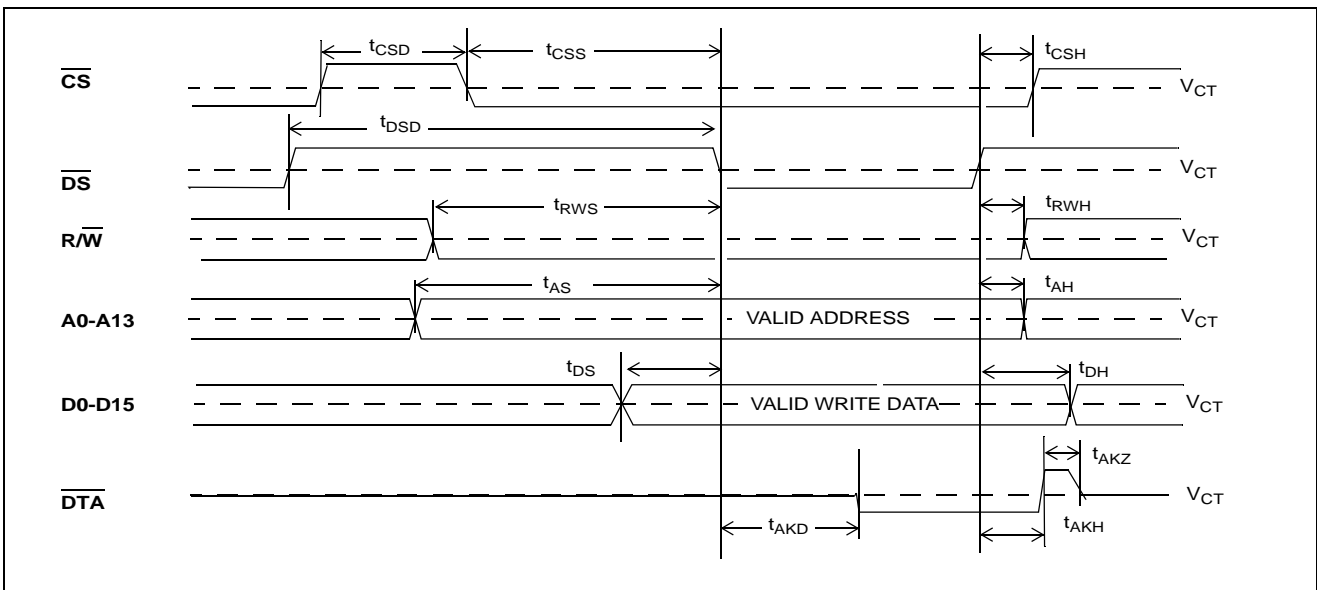 tCSD
tCSS
tCSH
CS
VCT
tDSD
DS
VCT
tRWS
tRWH
R/W
VCT
tAS
tAH
A0-A13
VALID ADDRESS
VCT
tDS
tDH
D0-D15
VALID WRITE DATA
VCT
tAKZ
DTA
VCT
tAKD
tAKH